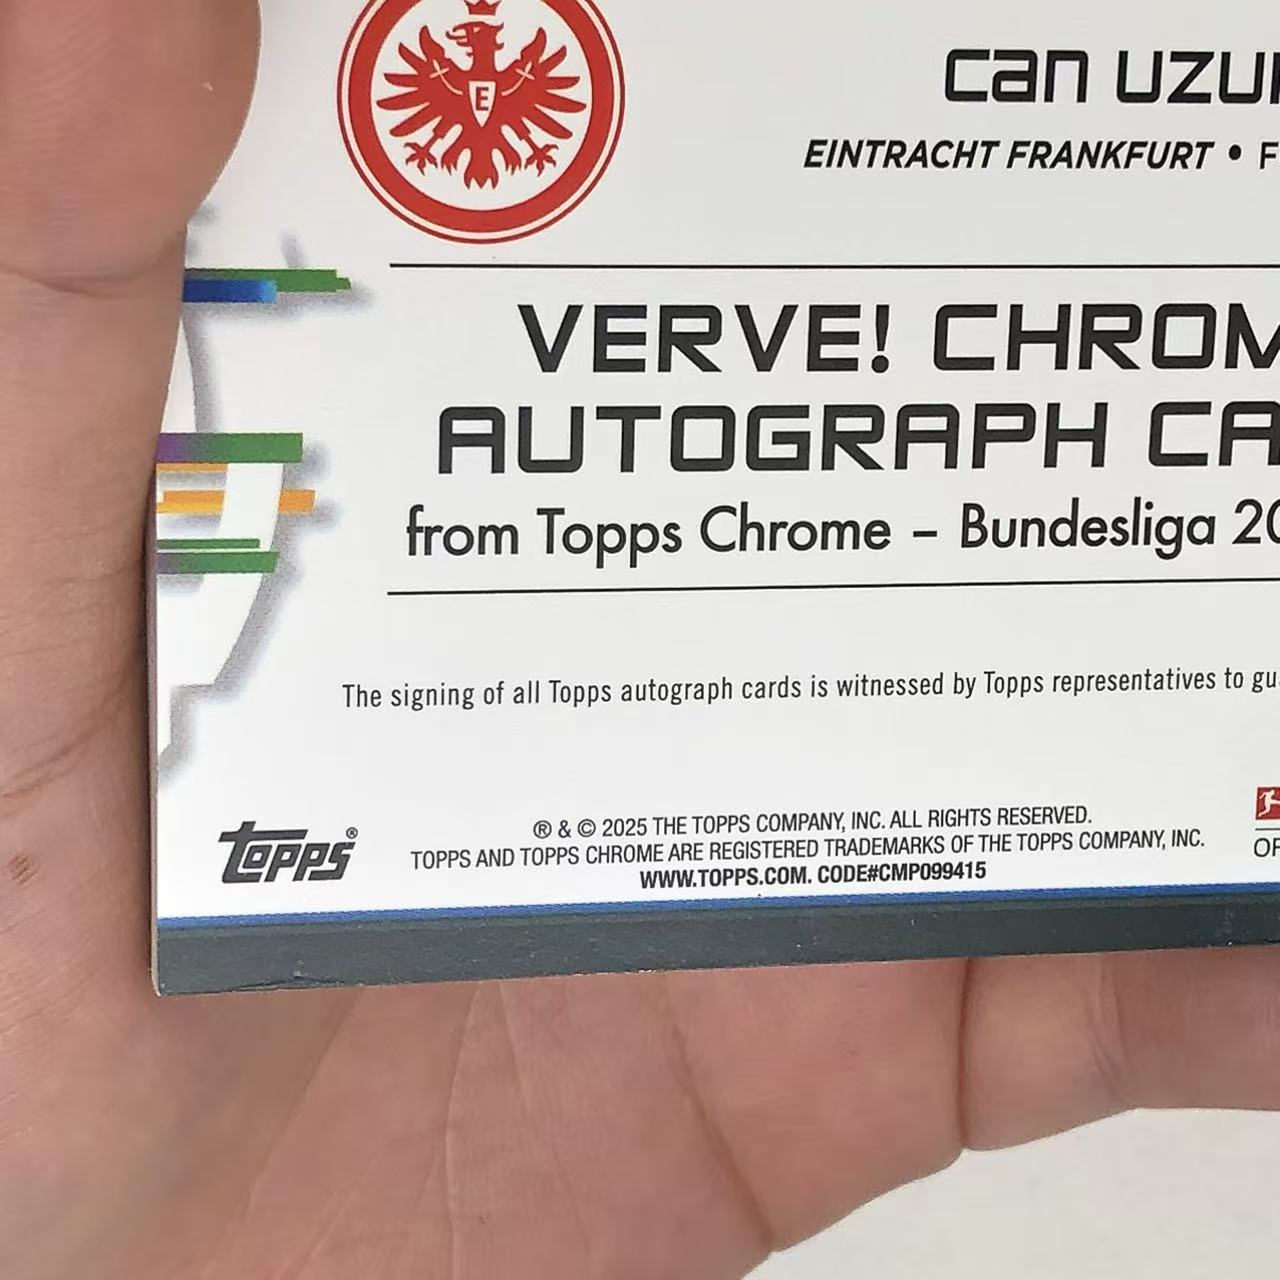 E
can uzu
EINTRACHT FRANKFURT • F
VERVE! CHROM
AUTOGRAPH CA
from Topps Chrome – Bundesliga 20
The signing of all Topps autograph cards is witnessed by Topps representatives to gu
topps®
® & © 2025 THE TOPPS COMPANY, INC. ALL RIGHTS RESERVED.
TOPPS AND TOPPS CHROME ARE REGISTERED TRADEMARKS OF THE TOPPS COMPANY, INC.
WWW.TOPPS.COM. CODE#CMP099415
OF